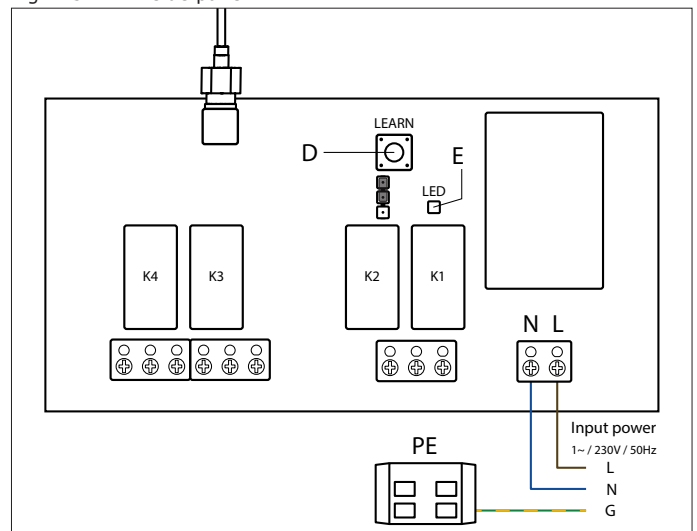 LEARN
D
E
LED
K4
K3
K2
K1
N L
Input power
1~ / 230V / 50Hz
PE
L
N
G